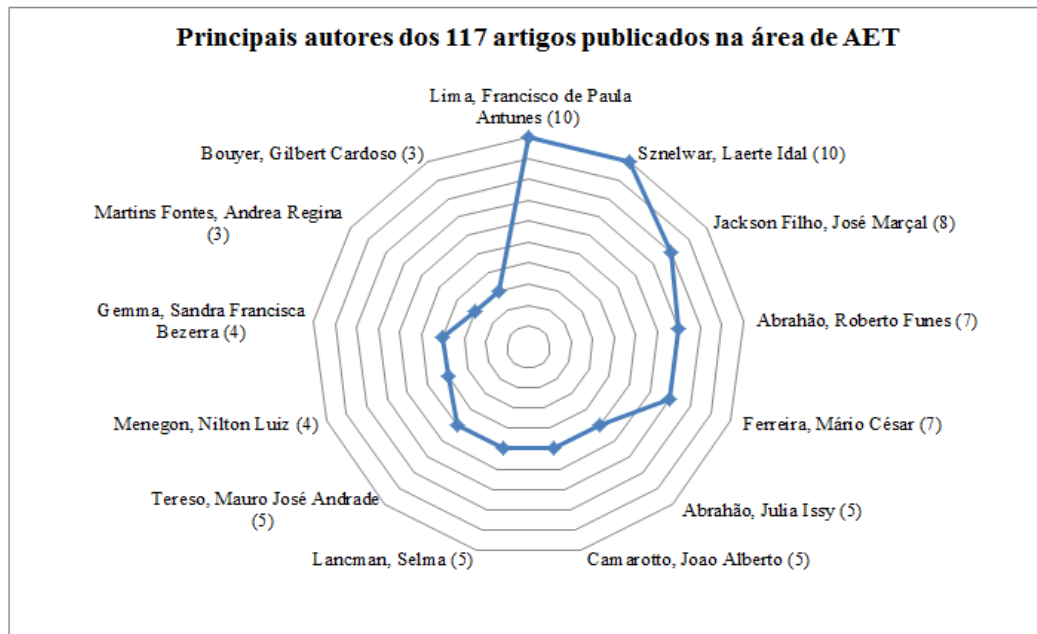 Principais autores dos 117 artigos publicados na área de AET
Lima, Francisco de Paula
Antunes (10)
Sznelwar, Laerte Idal (10)
Jackson Filho, José Marçal (8)
Abrahão, Roberto Funes (7)
Ferreira, Mário César (7)
Abrahão, Julia Issy (5)
Camarotto, Joao Alberto (5)
Lancman, Selma (5)
Tereso, Mauro José Andrade
(5)
Menegon, Nilton Luiz (4)
Gemma, Sandra Francisca
Bezerra (4)
Martins Fontes, Andrea Regina
(3)
Bouyer, Gilbert Cardoso (3)